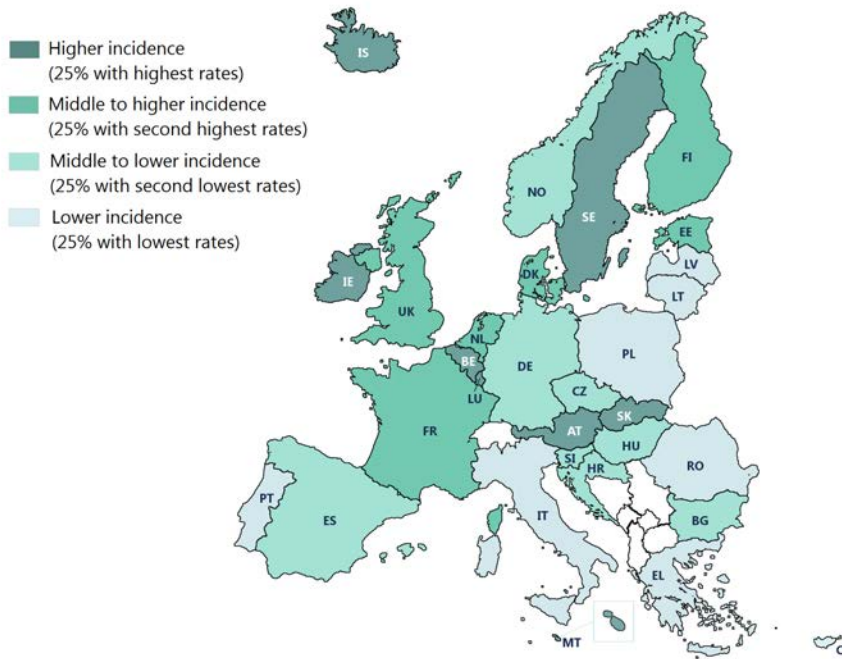 Higher incidence
(25% with highest rates)
Middle to higher incidence
(25% with second highest rates)
Middle to lower incidence
(25% with second lowest rates)
Lower incidence
(25% with lowest rates)
IS
NO
SE
FI
EE
LV
LT
DK
IE
UK
NL
BE
LU
DE
PL
CZ
SK
AT
HU
FR
SI
HR
RO
PT
ES
IT
BG
EL
MT